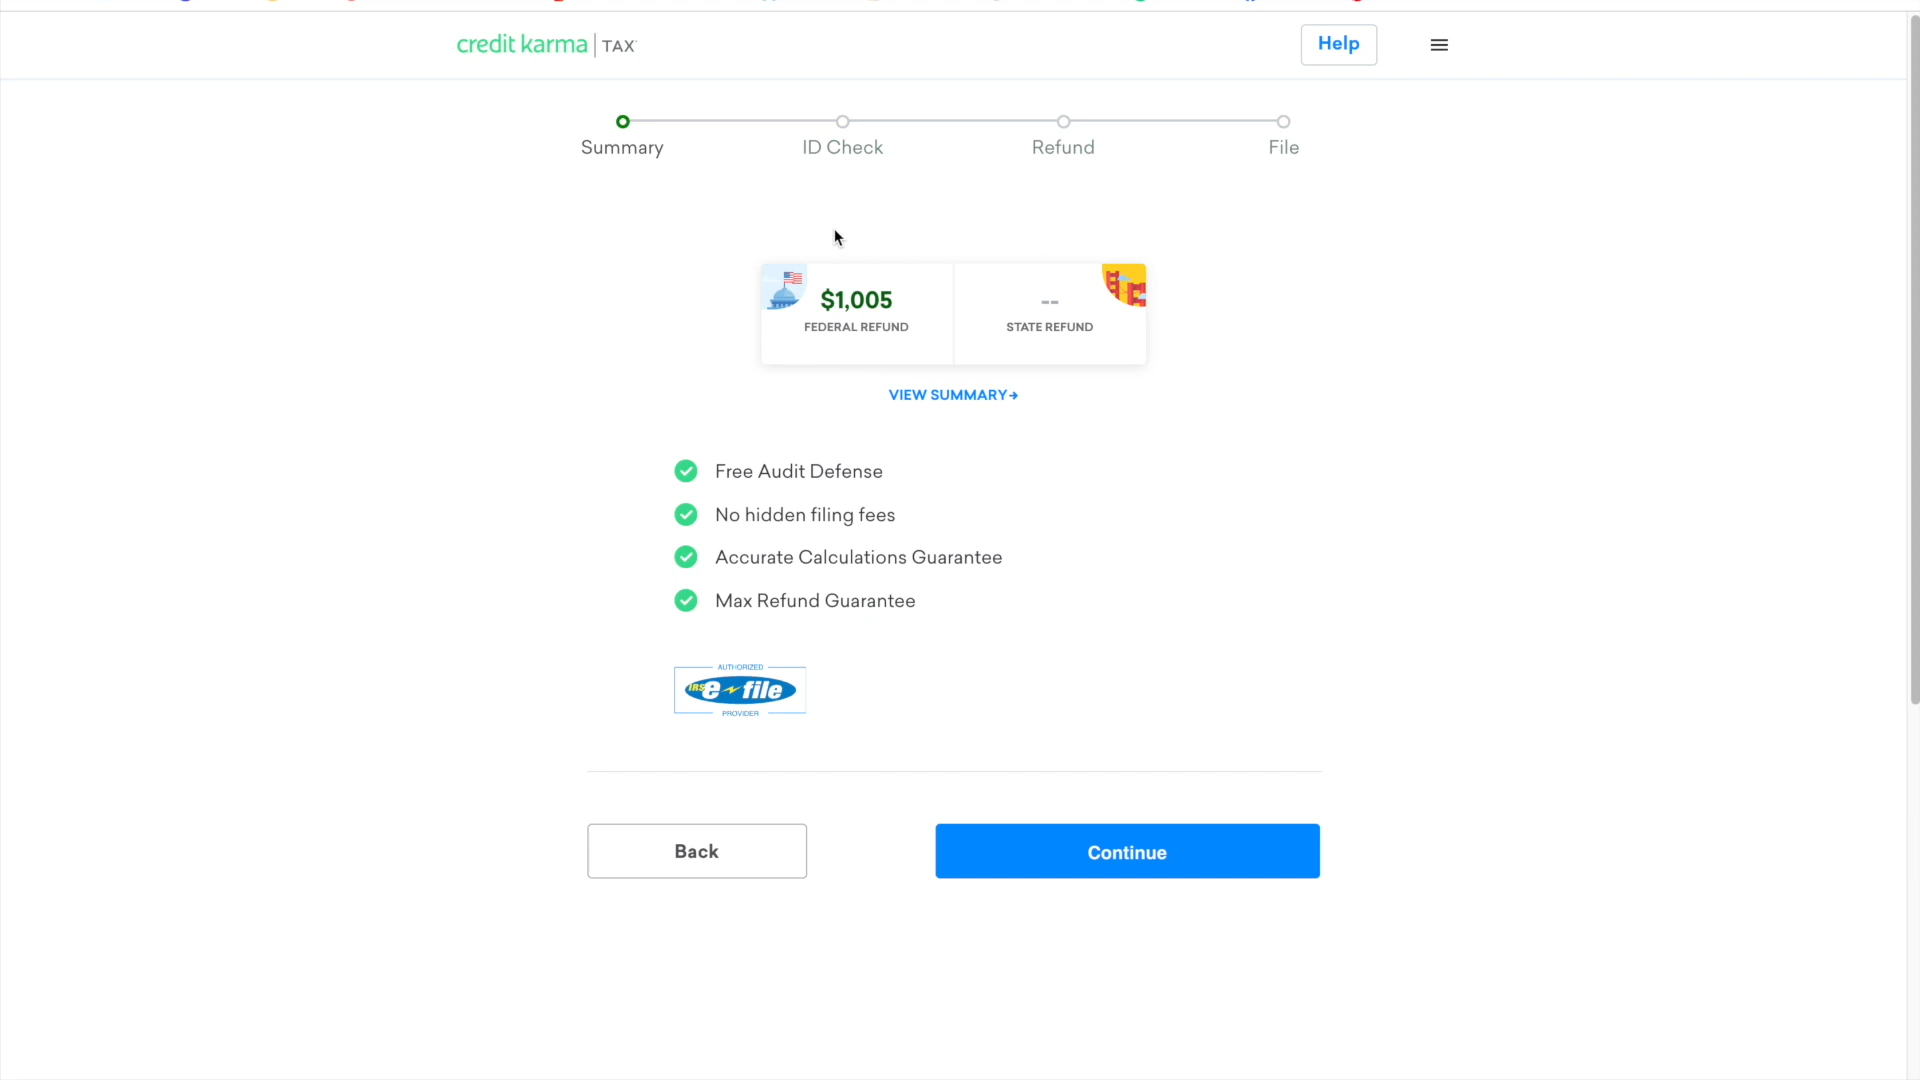 credit karma | TAX
Help
Summary
ID Check
Refund
File
$1,005
FEDERAL REFUND
--
STATE REFUND
VIEW SUMMARY→
Free Audit Defense
No hidden filing fees
Accurate Calculations Guarantee
Max Refund Guarantee
AUTHORIZED
IRS e-file
PROVIDER
Back
Continue